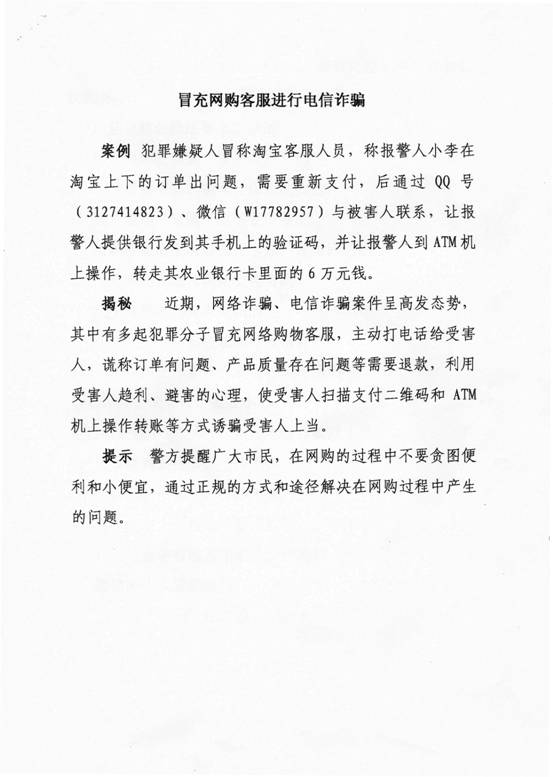 冒充网购客服进行电信诈骗
案例 犯罪嫌疑人冒称淘宝客服人员，称报警人小李在
淘宝上下的订单出问题，需要重新支付，后通过 QQ 号
（3127414823）、微信（W17782957）与被害人联系，让报
警人提供银行发到其手机上的验证码，并让报警人到 ATM 机
上操作，转走其农业银行卡里面的 6 万元钱。
揭秘 近期，网络诈骗、电信诈骗案件呈高发态势，
其中有多起犯罪分子冒充网络购物客服，主动打电话给受害
人，谎称订单有问题、产品质量存在问题等需要退款，利用
受害人趋利、避害的心理，使受害人扫描支付二维码和 ATM
机上操作转账等方式诱骗受害人上当。
提示 警方提醒广大市民，在网购的过程中不要贪图便
利和小便宜，通过正规的方式和途径解决在网购过程中产生
的问题。